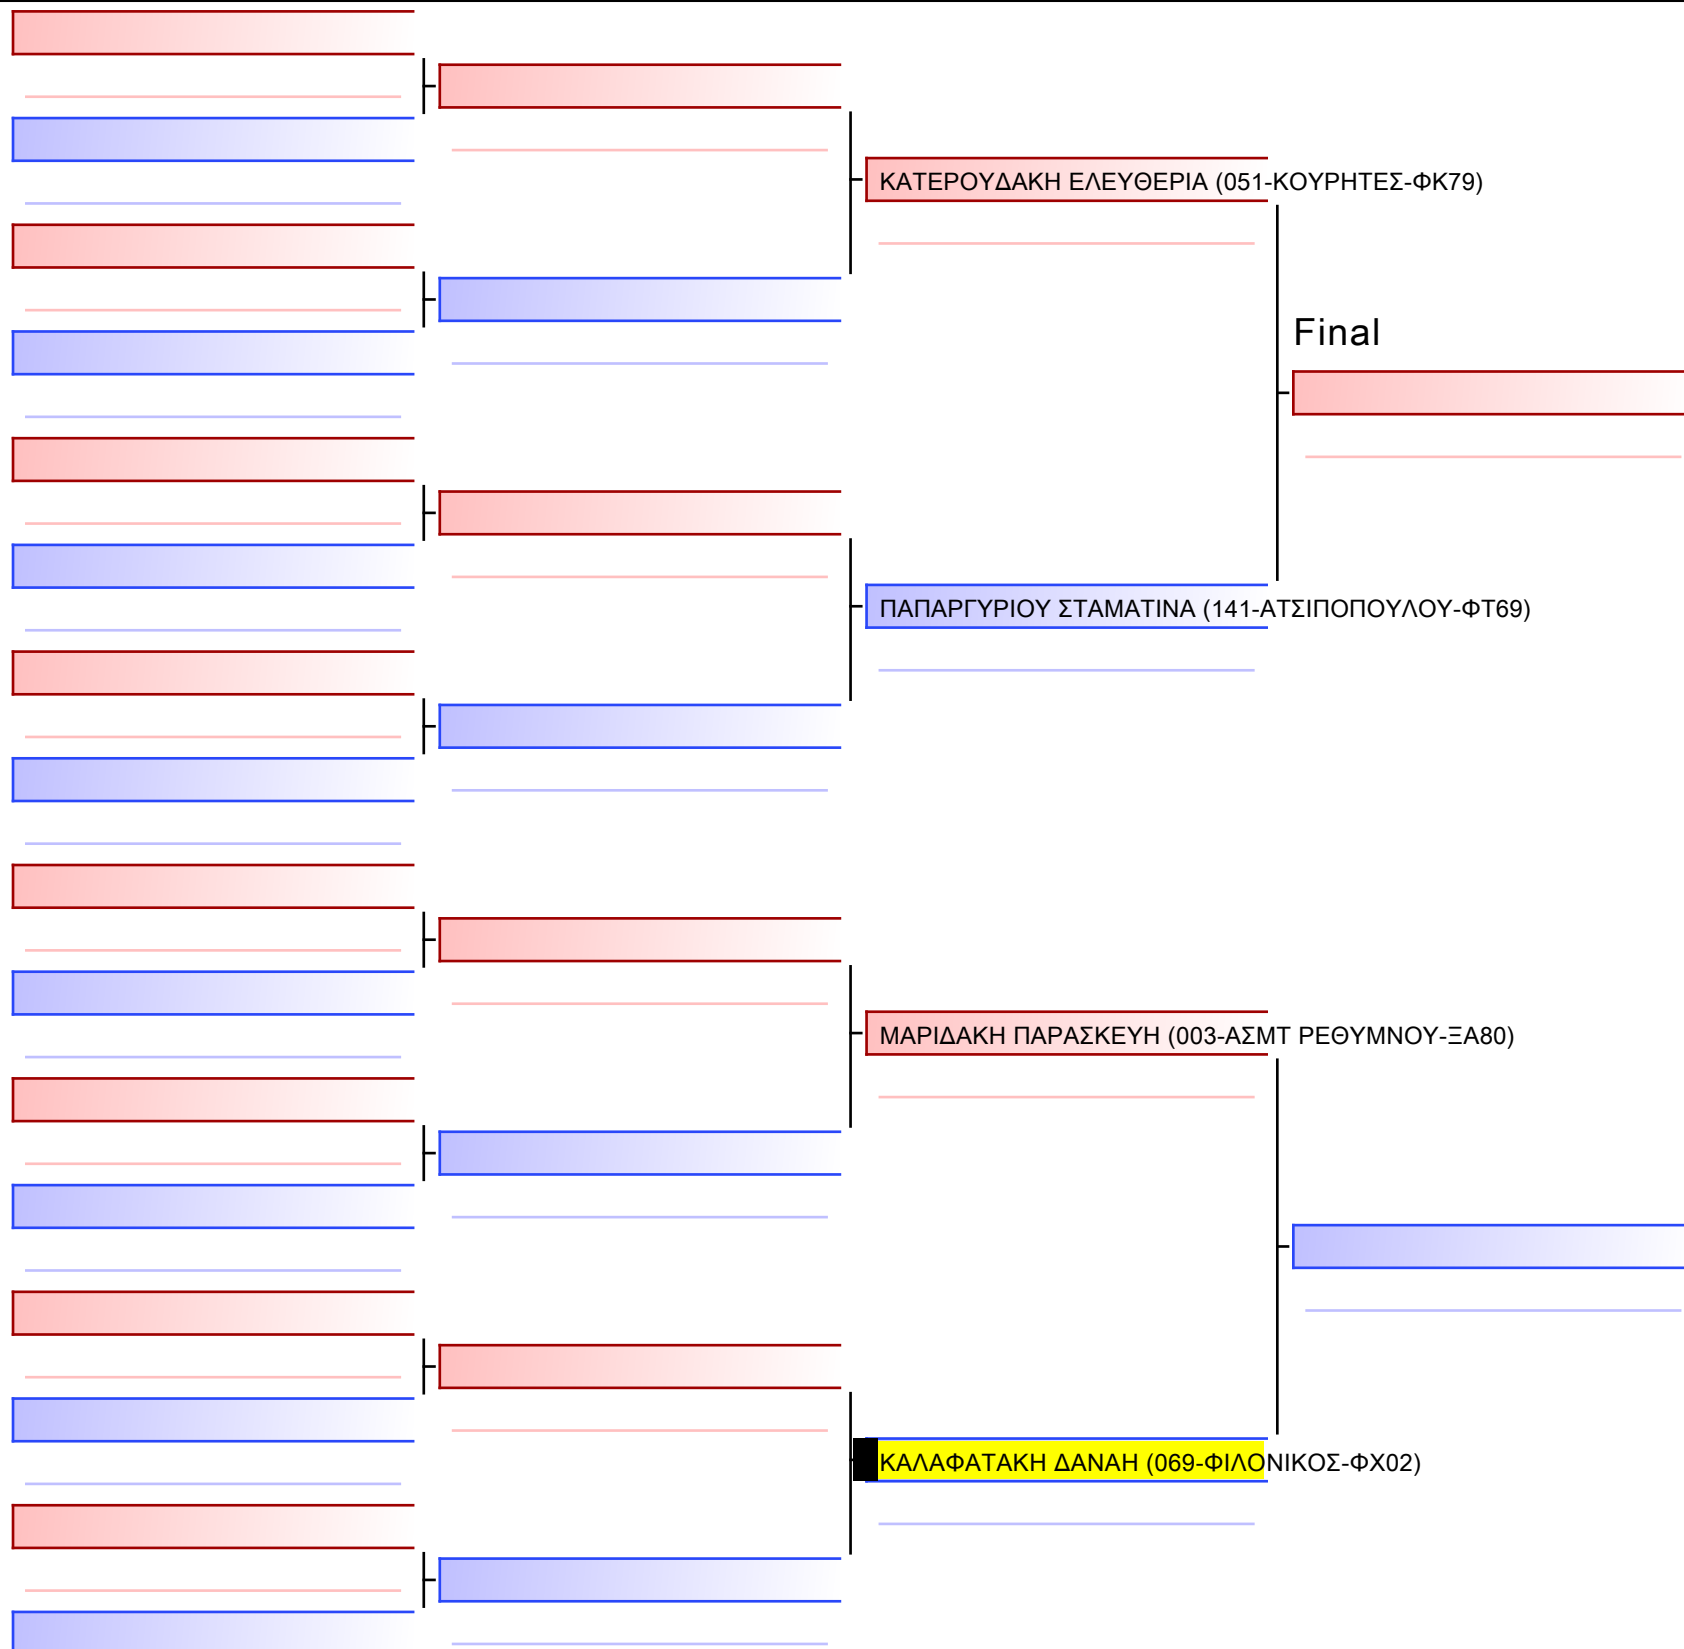 ΚΑΤΕΡΟΥΔΑΚΗ ΕΛΕΥΘΕΡΙΑ (051-ΚΟΥΡΗΤΕΣ-ΦΚ79)
Final
ΠΑΠΑΡΓΥΡΙΟΥ ΣΤΑΜΑΤΙΝΑ (141-ΑΤΣΙΠΟΠΟΥΛΟΥ-ΦΤ69)
ΜΑΡΙΔΑΚΗ ΠΑΡΑΣΚΕΥΗ (003-ΑΣΜΤ ΡΕΘΥΜΝΟΥ-ΞΑ80)
ΚΑΛΑΦΑΤΑΚΗ ΔΑΝΑΗ (069-ΦΙΛΟΝΙΚΟΣ-ΦΧ02)